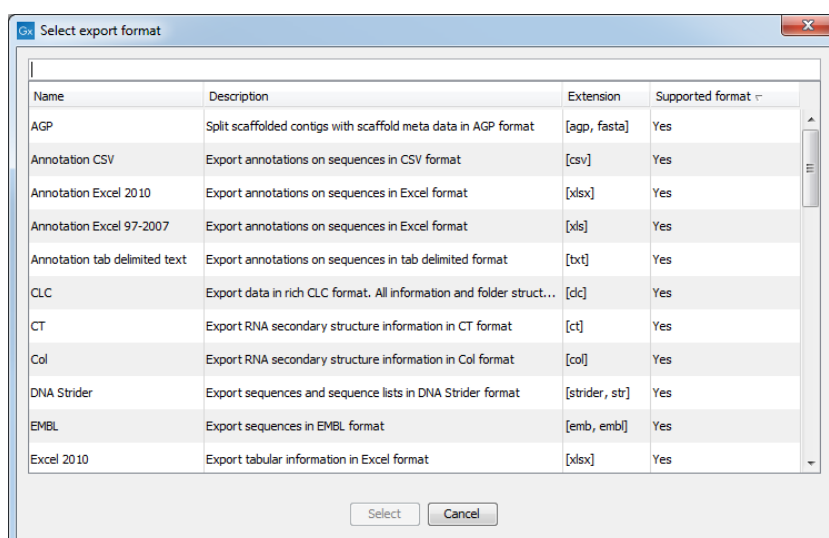 Gx Select export format
Name Description Extension Supported format
AGP Split scaffolded contigs with scaffold meta data in AGP format [agp, fasta] Yes
Annotation CSV Export annotations on sequences in CSV format [csv] Yes
Annotation Excel 2010 Export annotations on sequences in Excel format [xlsx] Yes
Annotation Excel 97-2007 Export annotations on sequences in Excel format [xls] Yes
Annotation tab delimited text Export annotations on sequences in tab delimited format [txt] Yes
CLC Export data in rich CLC format. All information and folder struct... [clc] Yes
CT Export RNA secondary structure information in CT format [ct] Yes
Col Export RNA secondary structure information in Col format [col] Yes
DNA Strider Export sequences and sequence lists in DNA Strider format [strider, str] Yes
EMBL Export sequences in EMBL format [emb, embl] Yes
Excel 2010 Export tabular information in Excel format [xlsx] Yes
Select Cancel